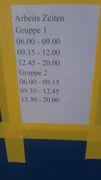 Arbeits Zeiten
Gruppe 1
06.00 - 09.00
09.15 - 12.00
12.45 - 20.00
Gruppe 2
06.00 - 09.15
09.30 - 12.45
13.30 - 20.00